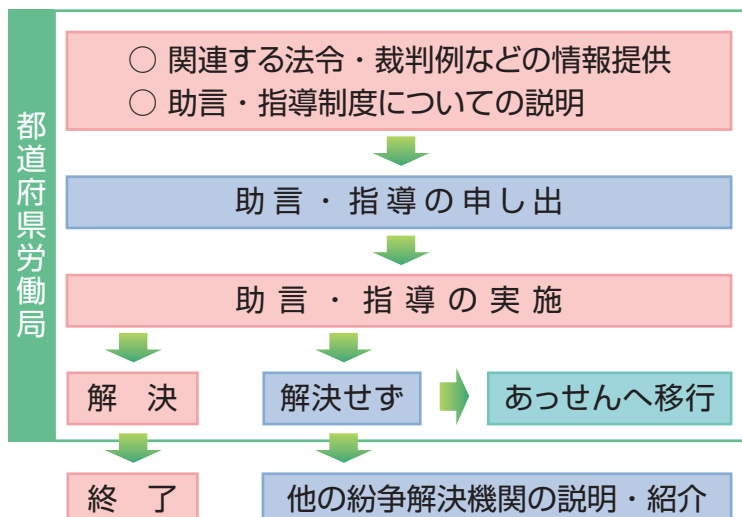 都道府県労働局
○ 関連する法令・裁判例などの情報提供
○ 助言・指導制度についての説明
助言・指導の申し出
助言・指導の実施
解決
解決せず
あっせんへ移行
終了
他の紛争解決機関の説明・紹介